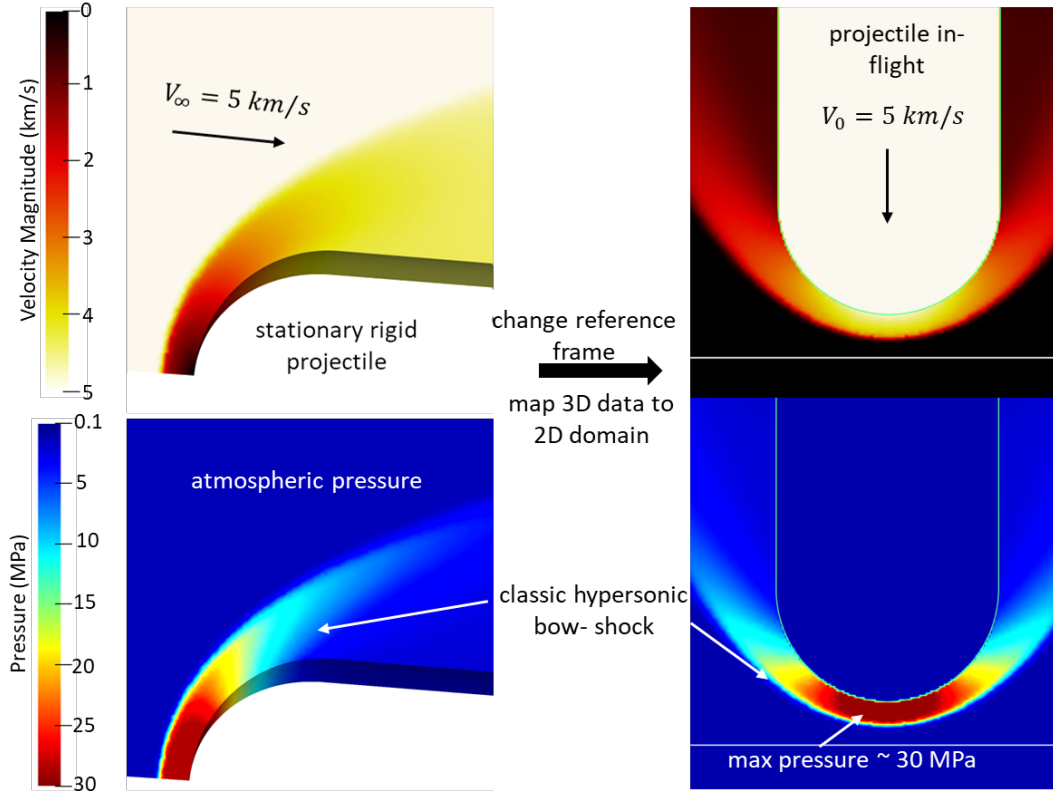 Velocity Magnitude (km/s)
0
1
2
3
4
5
V∞ = 5 km/s
stationary rigid
projectile
projectile in-
flight
V0 = 5 km/s
change reference
frame
map 3D data to
2D domain
Pressure (MPa)
0.1
5
10
15
20
25
30
atmospheric pressure
classic hypersonic
bow- shock
max pressure ~ 30 MPa